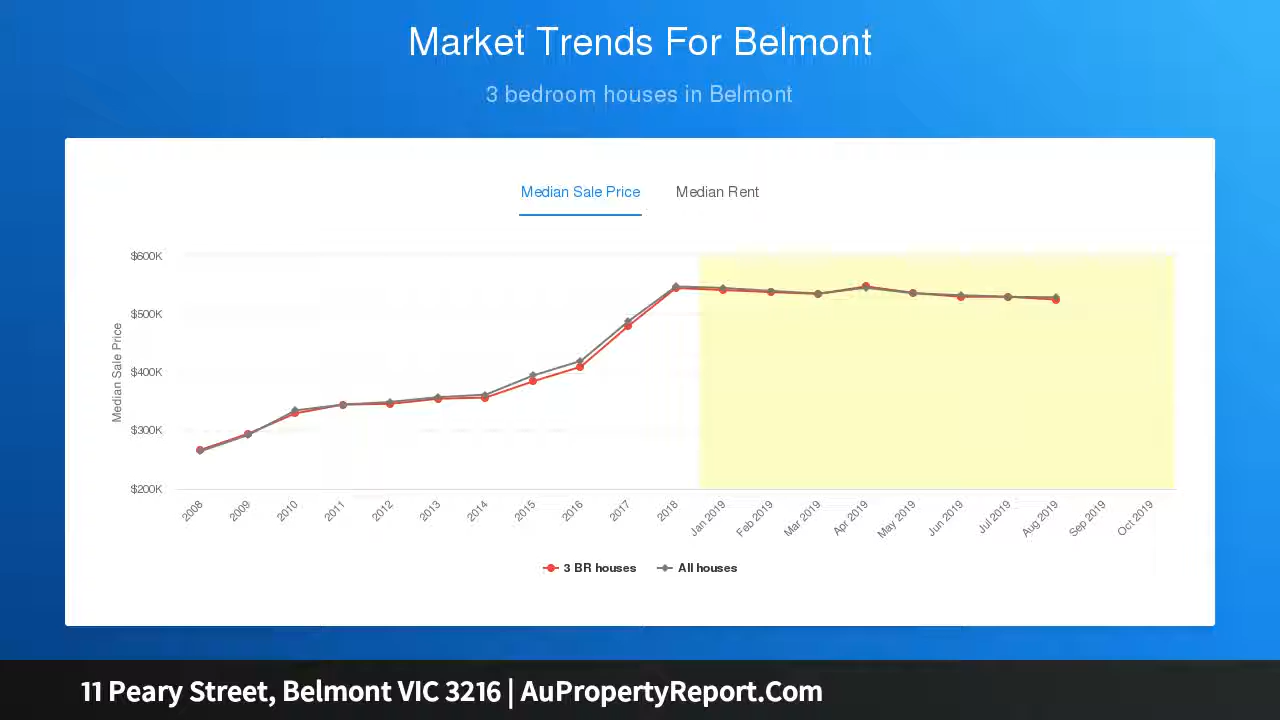 Market Trends For Belmont
3 bedroom houses in Belmont
Median Sale Price Median Rent
$600K
$500K
$400K
$300K
$200K
Median Sale Price
2008 2009 2010 2011 2012 2013 2014 2015 2016 2017 2018 Jan 2019 Feb 2019 Mar 2019 Apr 2019 May 2019 Jun 2019 Jul 2019 Aug 2019 Sep 2019 Oct 2019
3 BR houses All houses
11 Peary Street, Belmont VIC 3216 | AuPropertyReport.Com